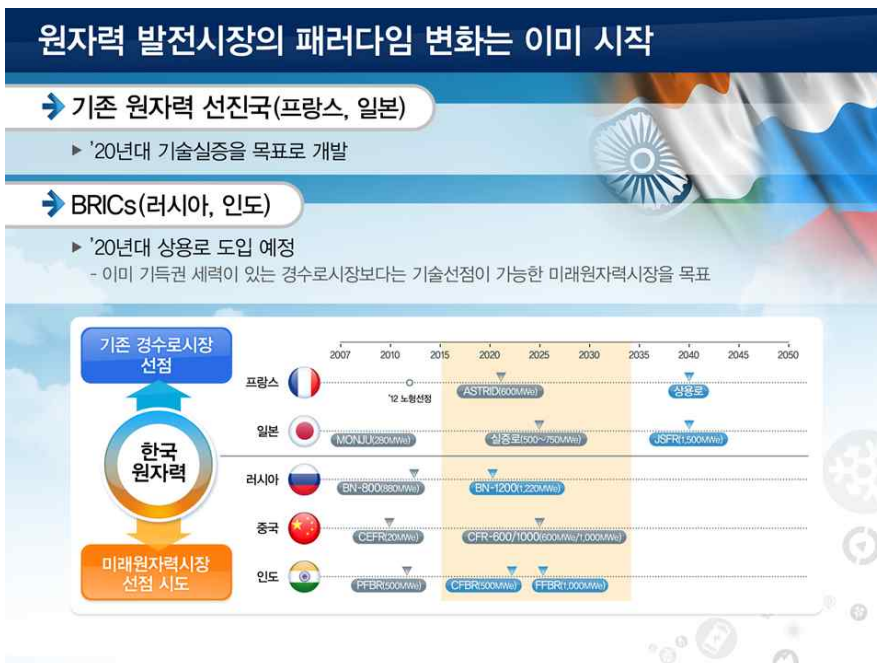 원자력 발전시장의 패러다임 변화는 이미 시작
기존 원자력 선진국(프랑스, 일본)
'20년대 기술실증을 목표로 개발
BRICs(러시아, 인도)
'20년대 상용로 도입 예정
- 이미 기득권 세력이 있는 경수로시장보다는 기술선점이 가능한 미래원자력시장을 목표
기존 경수로시장
선점
한국
원자력
미래원자력시장
선점 시도
2007 2010 2015 2020 2025 2030 2035 2040 2045 2050
프랑스
'12 노형선정
ASTRID(600MWe)
상용로
일본
MONJU(280MWe)
실증로(500~750MWe)
JSFR(1,500MWe)
러시아
BN-800(880MWe)
BN-1200(1,220MWe)
중국
CEFR(20MWe)
CFR-600/1000(600MWe/1,000MWe)
인도
PFBR(500MWe)
CFBR(500MWe)
FFBR(1,000MWe)